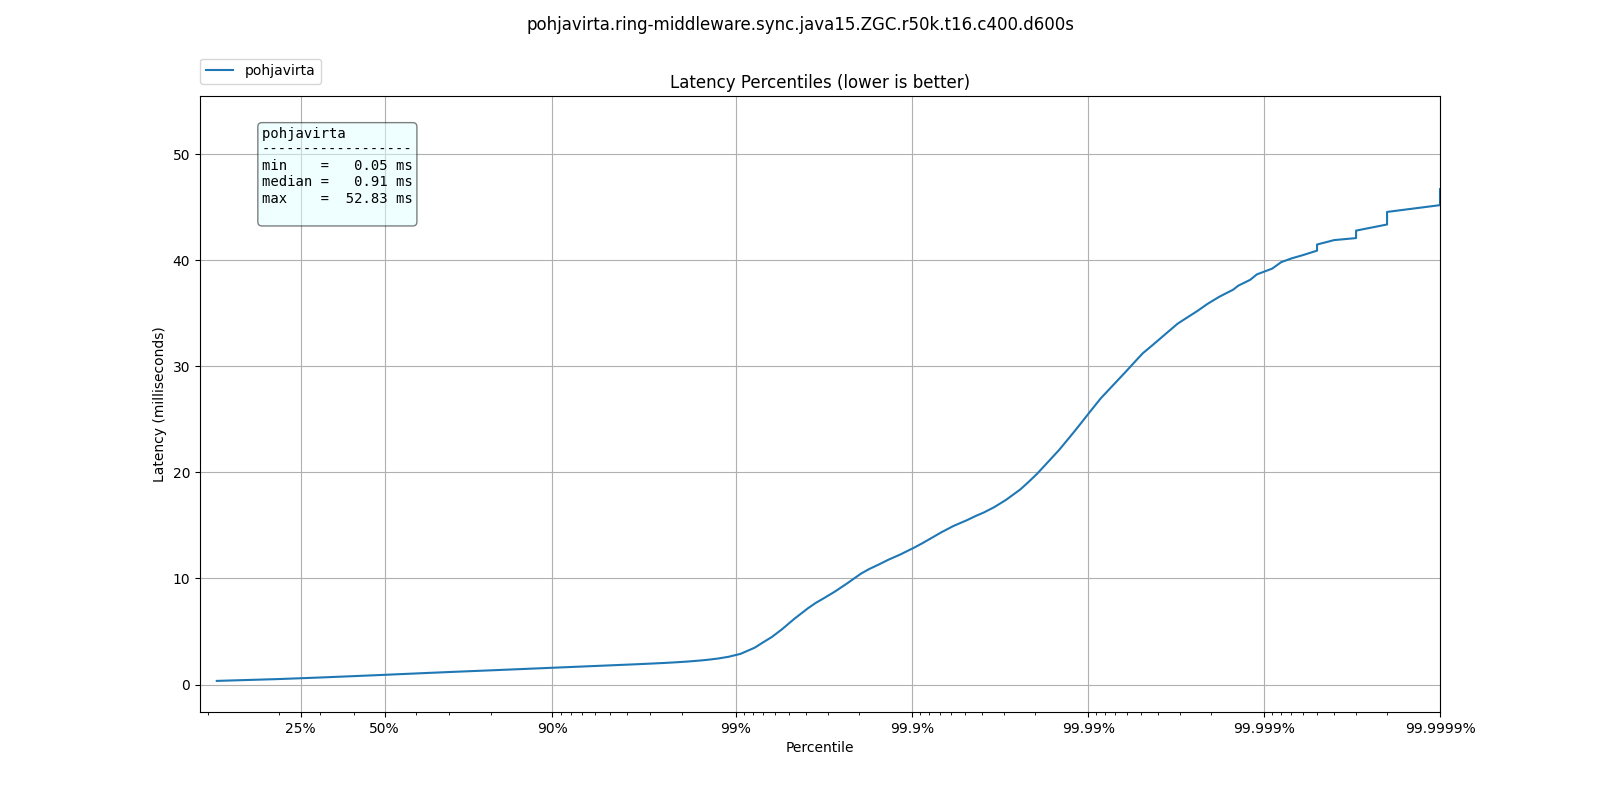 pohjavirta.ring-middleware.sync.java15.ZGC.r50k.t16.c400.d600s
pohjavirta
Latency Percentiles (lower is better)
pohjavirta
------------------
min    =   0.05 ms
median =   0.91 ms
max    =  52.83 ms
50
40
30
20
10
0
Latency (milliseconds)
25% 50% 90% 99% 99.9% 99.99% 99.999% 99.9999%
Percentile